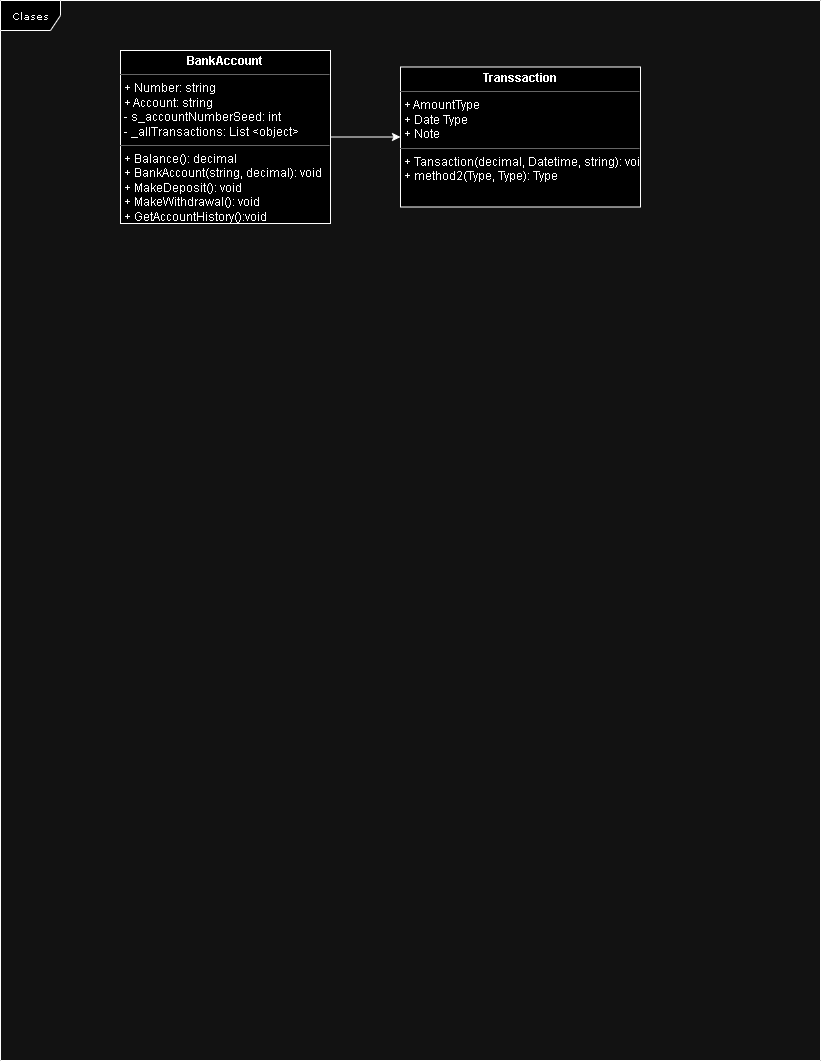 Clases
BankAccount
+ Number: string
+ Account: string
- s_accountNumberSeed: int
- _allTransactions: List <object>
+ Balance(): decimal
+ BankAccount(string, decimal): void
+ MakeDeposit(): void
+ MakeWithdrawal(): void
+ GetAccountHistory():void
Transsaction
+ AmountType
+ Date Type
+ Note
+ Tansaction(decimal, Datetime, string): voi
+ method2(Type, Type): Type